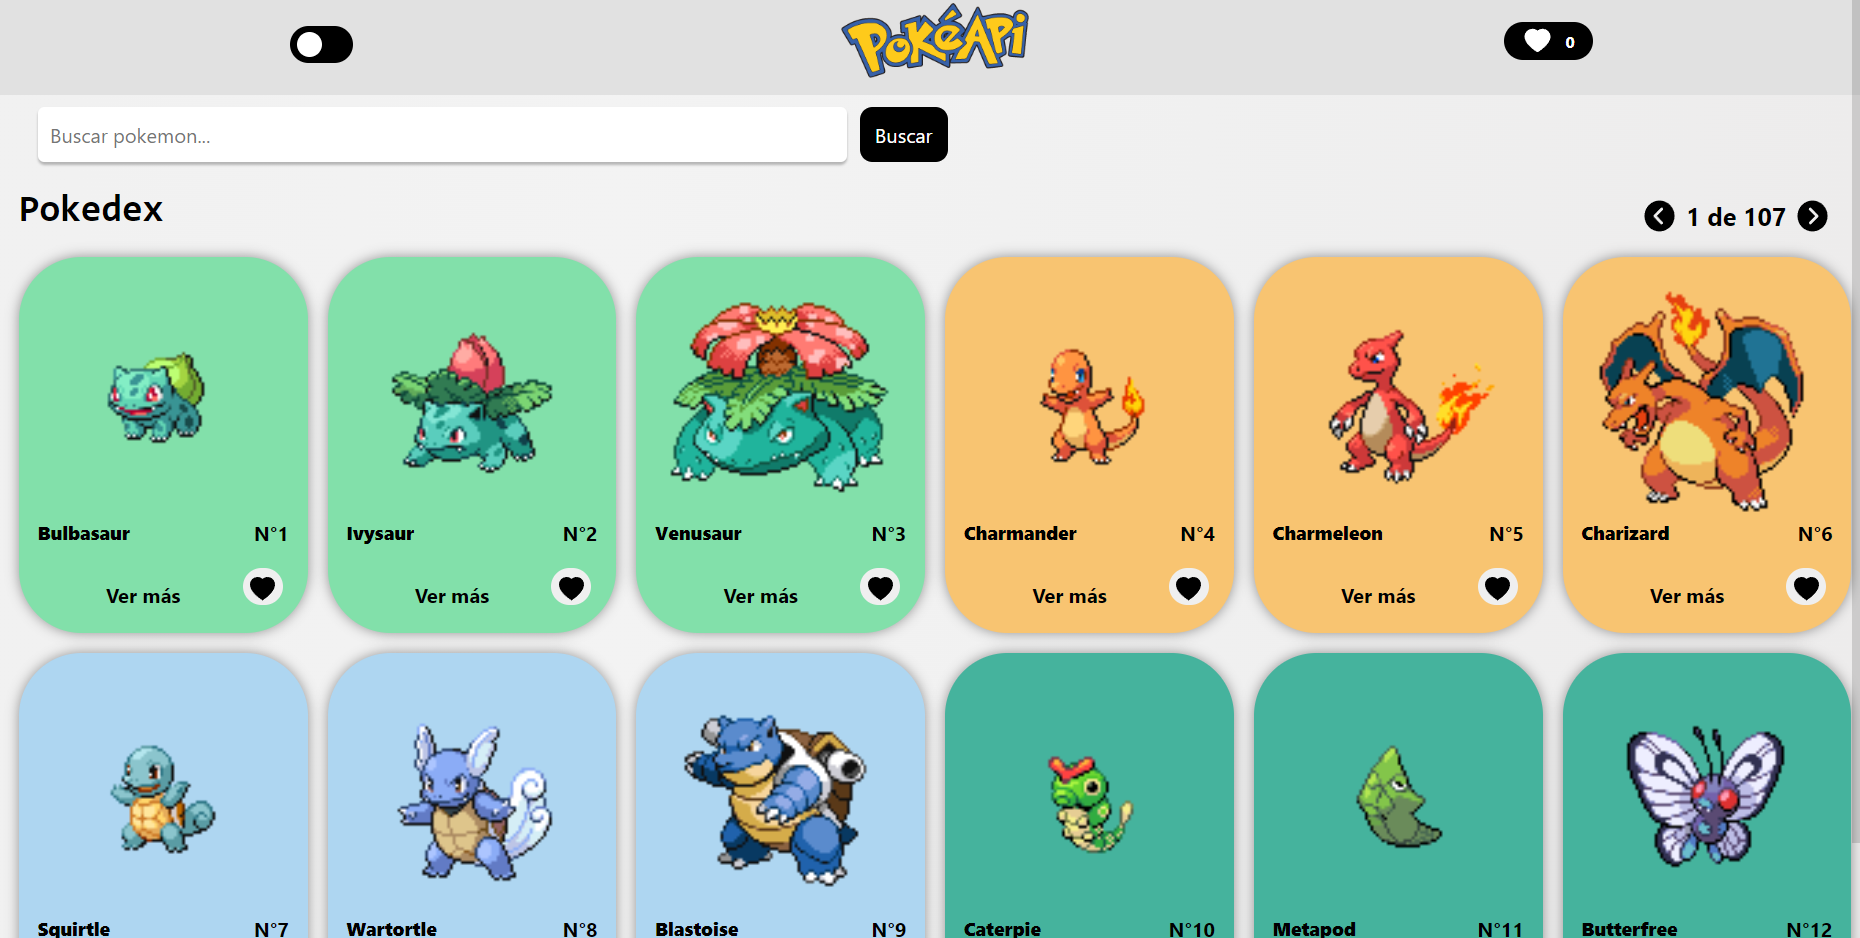 PokéAPi
0
Buscar pokemon...
Buscar
Pokedex
1 de 107
Bulbasaur N°1
Ver más
Ivysaur N°2
Ver más
Venusaur N°3
Ver más
Charmander N°4
Ver más
Charmeleon N°5
Ver más
Charizard N°6
Ver más
Squirtle N°7
Wartortle N°8
Blastoise N°9
Caterpie N°10
Metapod N°11
Butterfree N°12